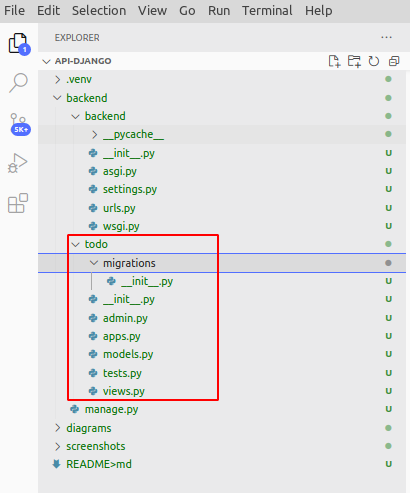 File Edit Selection View Go Run Terminal Help
EXPLORER ...
1
API-DJANGO
.venv
backend
backend
5K+
__pycache__
__init__.py U
asgi.py U
settings.py U
urls.py U
wsgi.py U
todo
migrations
__init__.py U
__init__.py U
admin.py U
apps.py U
models.py U
tests.py U
views.py U
manage.py U
diagrams
screenshots
README>md U